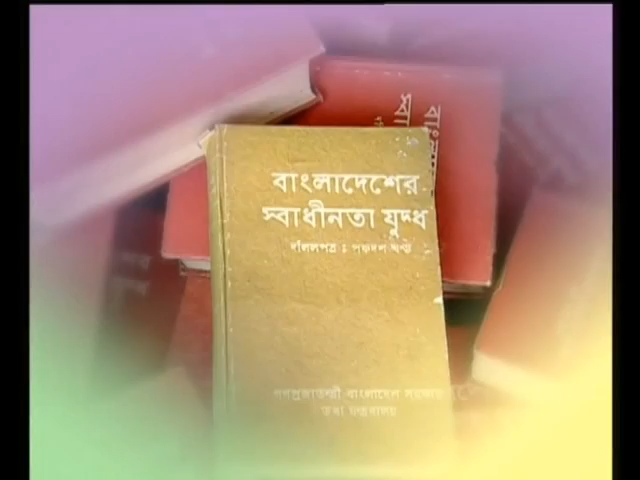 বাংলাদেশের
স্বাধীনতা যুদ্ধ
দলিলপত্র : পঞ্চদশ খণ্ড
গণপ্রজাতন্ত্রী বাংলাদেশ সরকার
তথ্য মন্ত্রণালয়